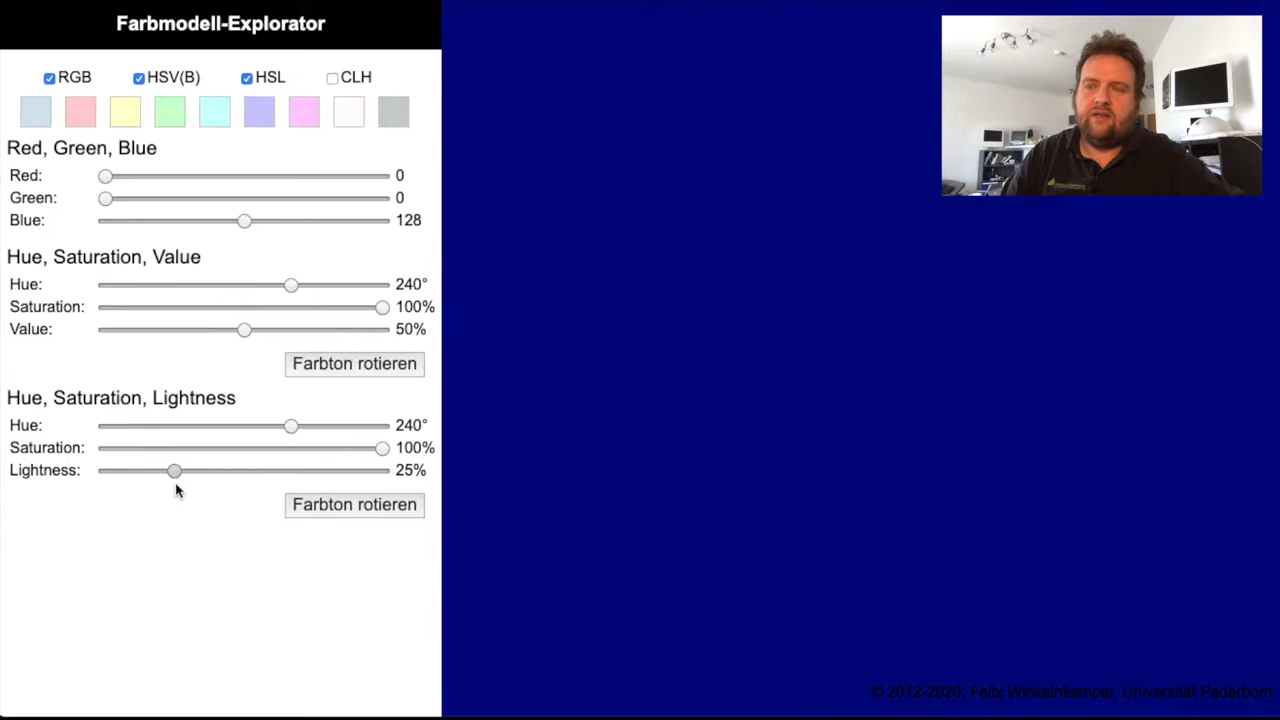 Farbmodell-Explorator
RGB HSV(B) HSL CLH
Red, Green, Blue
Red: 0
Green: 0
Blue: 128
Hue, Saturation, Value
Hue: 240°
Saturation: 100%
Value: 50%
Farbton rotieren
Hue, Saturation, Lightness
Hue: 240°
Saturation: 100%
Lightness: 25%
Farbton rotieren
© 2012-2020, Felix Winkelnkemper, Universität Paderborn